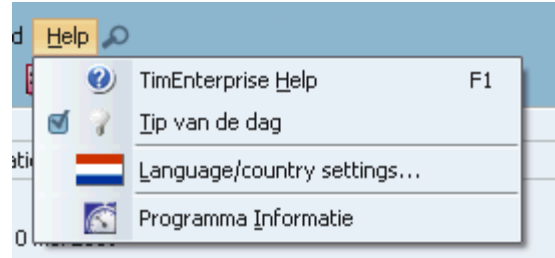 d Help
TimEnterprise Help F1
Tip van de dag
Language/country settings...
Programma Informatie